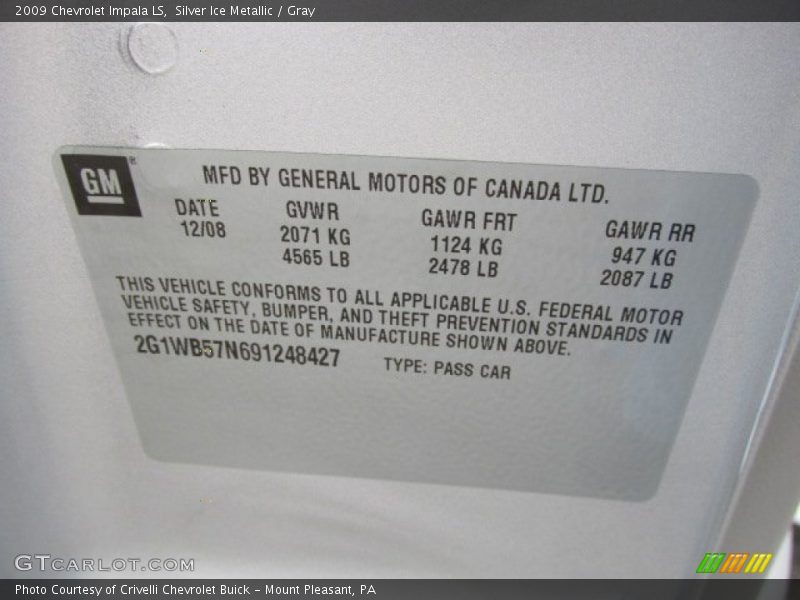 2009 Chevrolet Impala LS, Silver Ice Metallic / Gray
GM ®
MFD BY GENERAL MOTORS OF CANADA LTD.
DATE GVWR GAWR FRT GAWR RR
12/08 2071 KG 1124 KG 947 KG
4565 LB 2478 LB 2087 LB
THIS VEHICLE CONFORMS TO ALL APPLICABLE U.S. FEDERAL MOTOR
VEHICLE SAFETY, BUMPER, AND THEFT PREVENTION STANDARDS IN
EFFECT ON THE DATE OF MANUFACTURE SHOWN ABOVE.
2G1WB57N691248427 TYPE: PASS CAR
GTCARLOT.COM
Photo Courtesy of Crivelli Chevrolet Buick - Mount Pleasant, PA